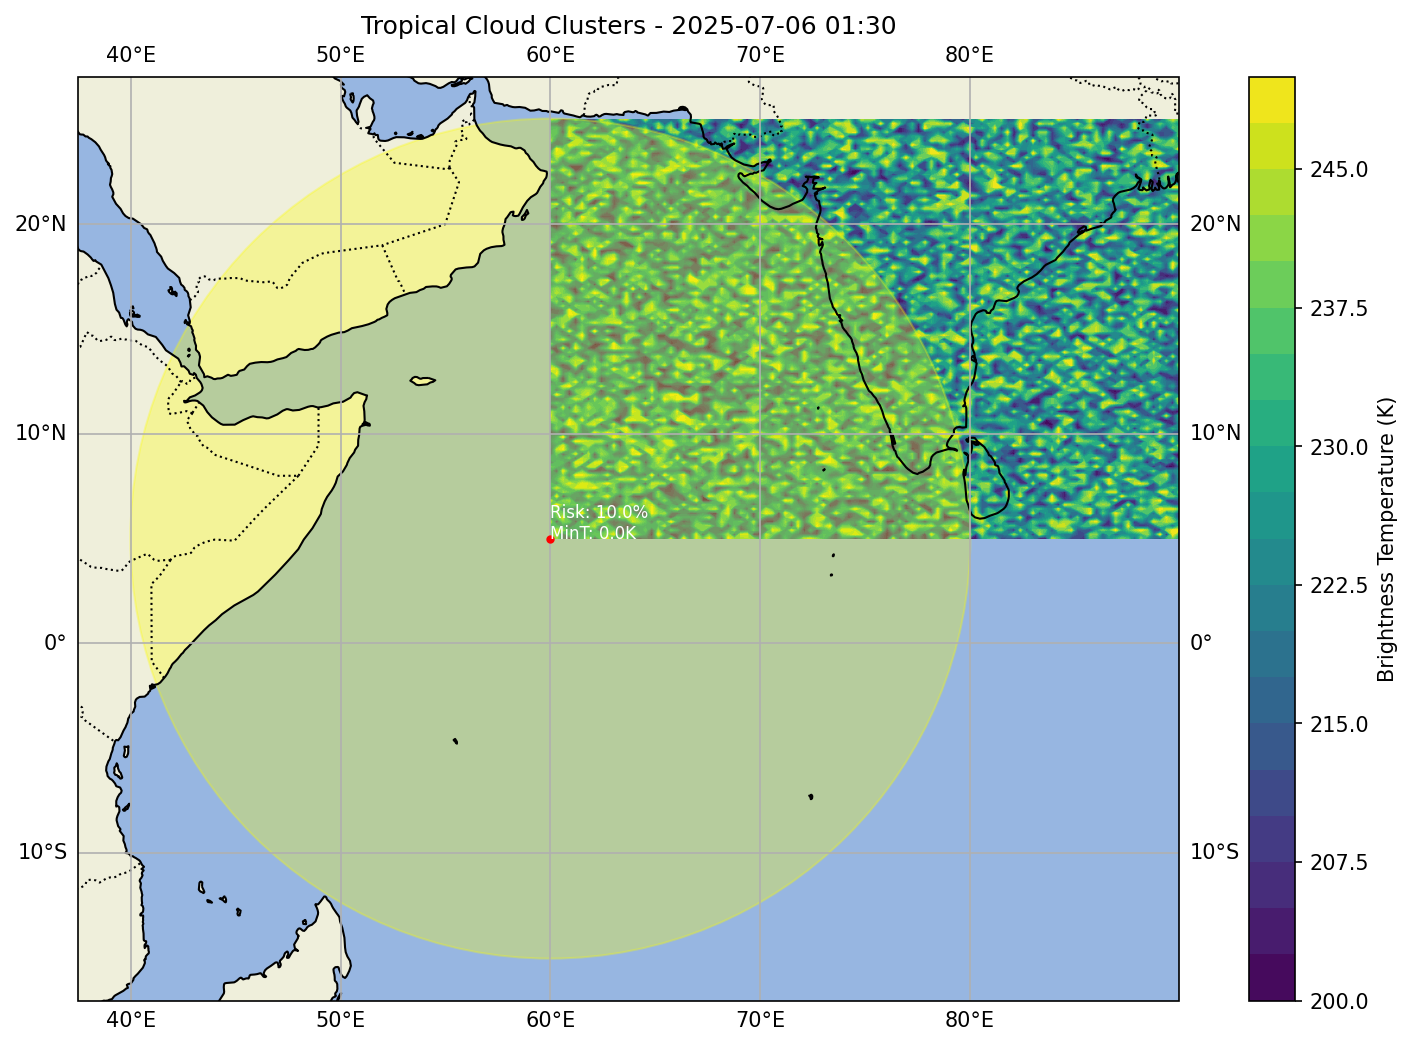 Tropical Cloud Clusters - 2025-07-06 01:30
40°E 50°E 60°E 70°E 80°E
20°N
10°N
0°
10°S
20°N
10°N
0°
10°S
Risk: 10.0%
MinT: 0.0K
40°E 50°E 60°E 70°E 80°E
245.0
237.5
230.0
222.5
215.0
207.5
200.0
Brightness Temperature (K)